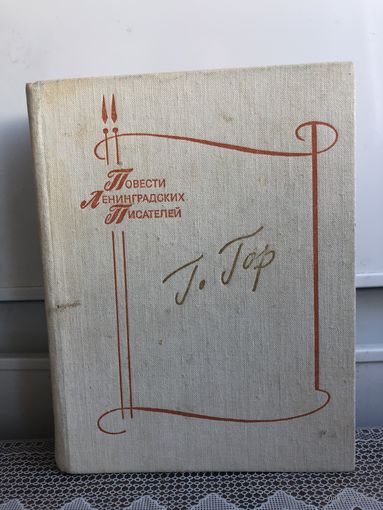 Повести
Ленинградских
Писателей
Г. Гор